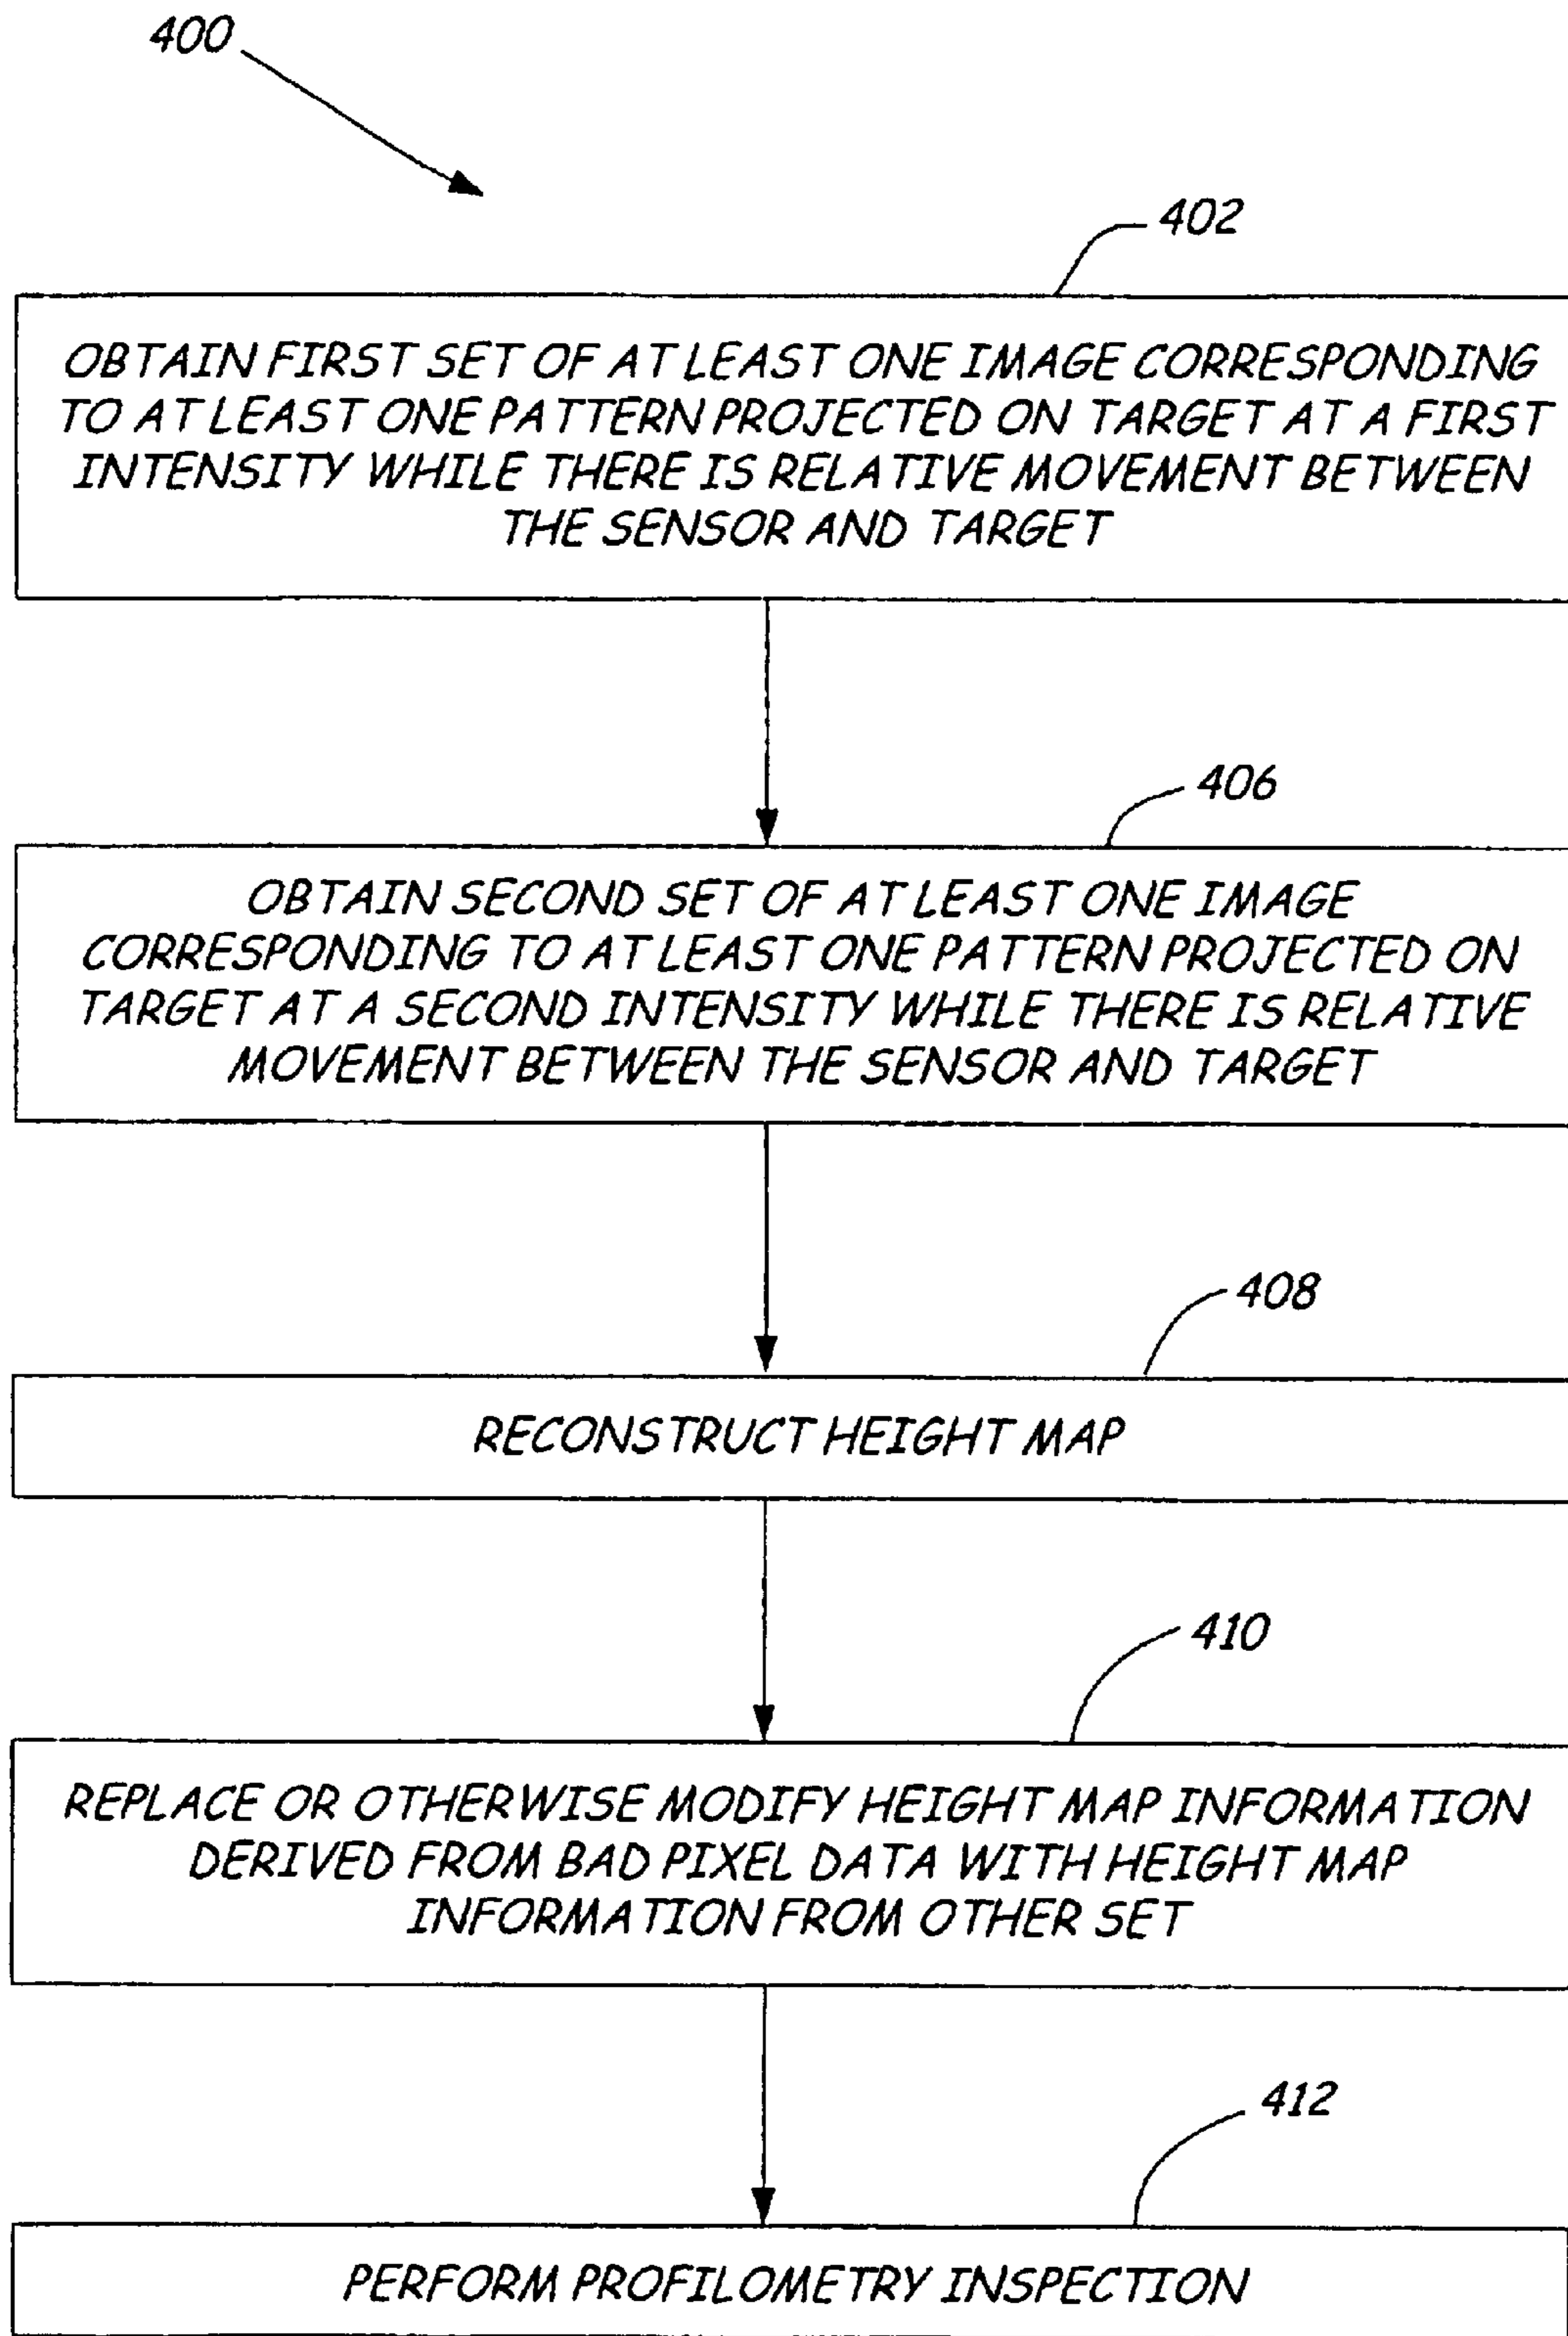 400
402
OBTAIN FIRST SET OF AT LEAST ONE IMAGE CORRESPONDING
TO AT LEAST ONE PATTERN PROJECTED ON TARGET AT A FIRST
INTENSITY WHILE THERE IS RELATIVE MOVEMENT BETWEEN
THE SENSOR AND TARGET
406
OBTAIN SECOND SET OF AT LEAST ONE IMAGE
CORRESPONDING TO AT LEAST ONE PATTERN PROJECTED ON
TARGET AT A SECOND INTENSITY WHILE THERE IS RELATIVE
MOVEMENT BETWEEN THE SENSOR AND TARGET
408
RECONSTRUCT HEIGHT MAP
410
REPLACE OR OTHERWISE MODIFY HEIGHT MAP INFORMATION
DERIVED FROM BAD PIXEL DATA WITH HEIGHT MAP
INFORMATION FROM OTHER SET
412
PERFORM PROFILOMETRY INSPECTION